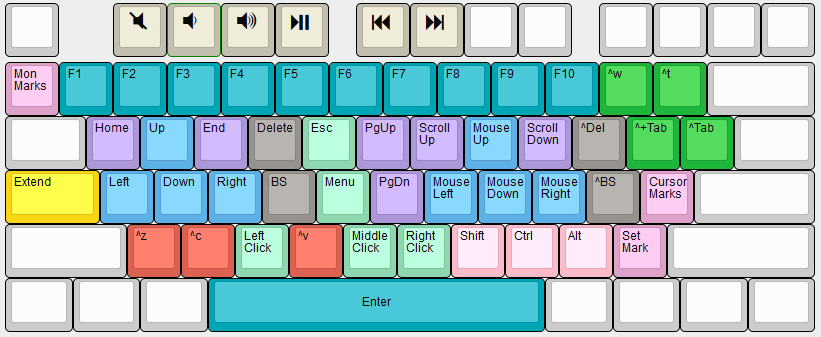 Mon Marks F1 F2 F3 F4 F5 F6 F7 F8 F9 F10 ^w ^t
Home Up End Delete Esc PgUp Scroll Up Mouse Up Scroll Down ^Del ^+Tab ^Tab
Extend Left Down Right BS Menu PgDn Mouse Left Mouse Down Mouse Right ^BS Cursor Marks
^z ^c Left Click ^v Middle Click Right Click Shift Ctrl Alt Set Mark
Enter